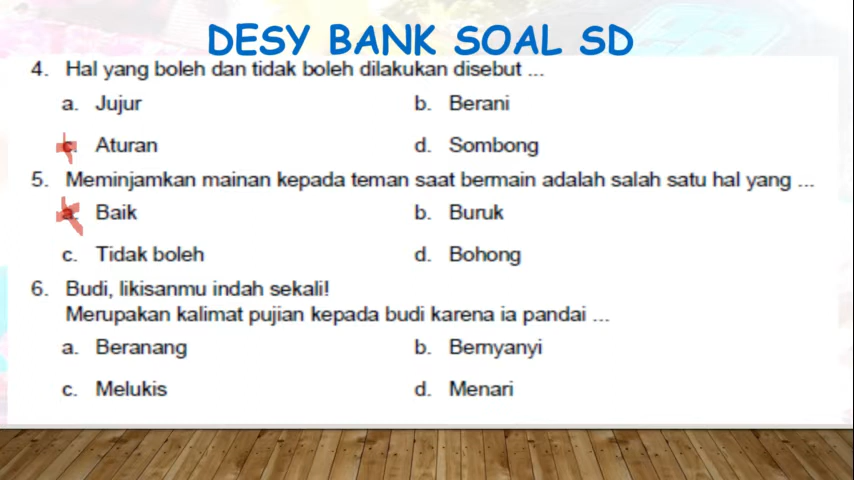 DESY BANK SOAL SD
4. Hal yang boleh dan tidak boleh dilakukan disebut ...
a. Jujur b. Berani
c. Aturan d. Sombong
5. Meminjamkan mainan kepada teman saat bermain adalah salah satu hal yang ...
a. Baik b. Buruk
c. Tidak boleh d. Bohong
6. Budi, likisanmu indah sekali!
Merupakan kalimat pujian kepada budi karena ia pandai ...
a. Beranang b. Bernyanyi
c. Melukis d. Menari